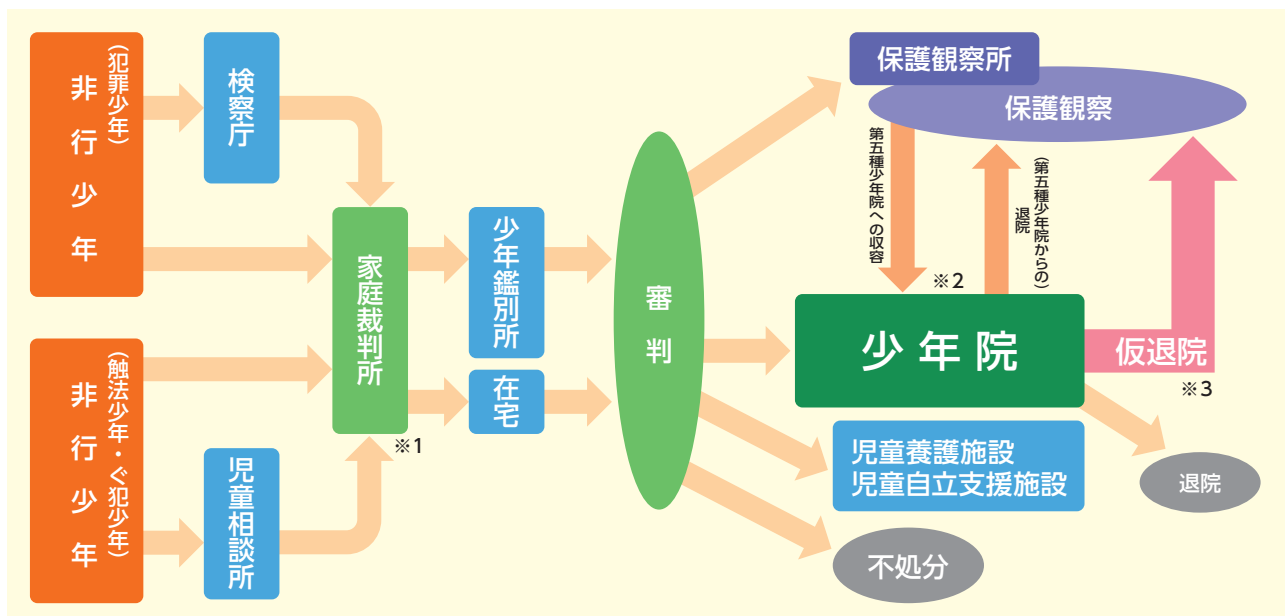 非行少年
(犯罪少年)
検察庁
非行少年
(触法少年・ぐ犯少年)
児童相談所
家庭裁判所
※1
少年鑑別所
在宅
審判
保護観察所
保護観察
第五種少年院への収容
(第五種少年院からの)
退院
※2
少年院
仮退院
※3
児童養護施設
児童自立支援施設
退院
不処分